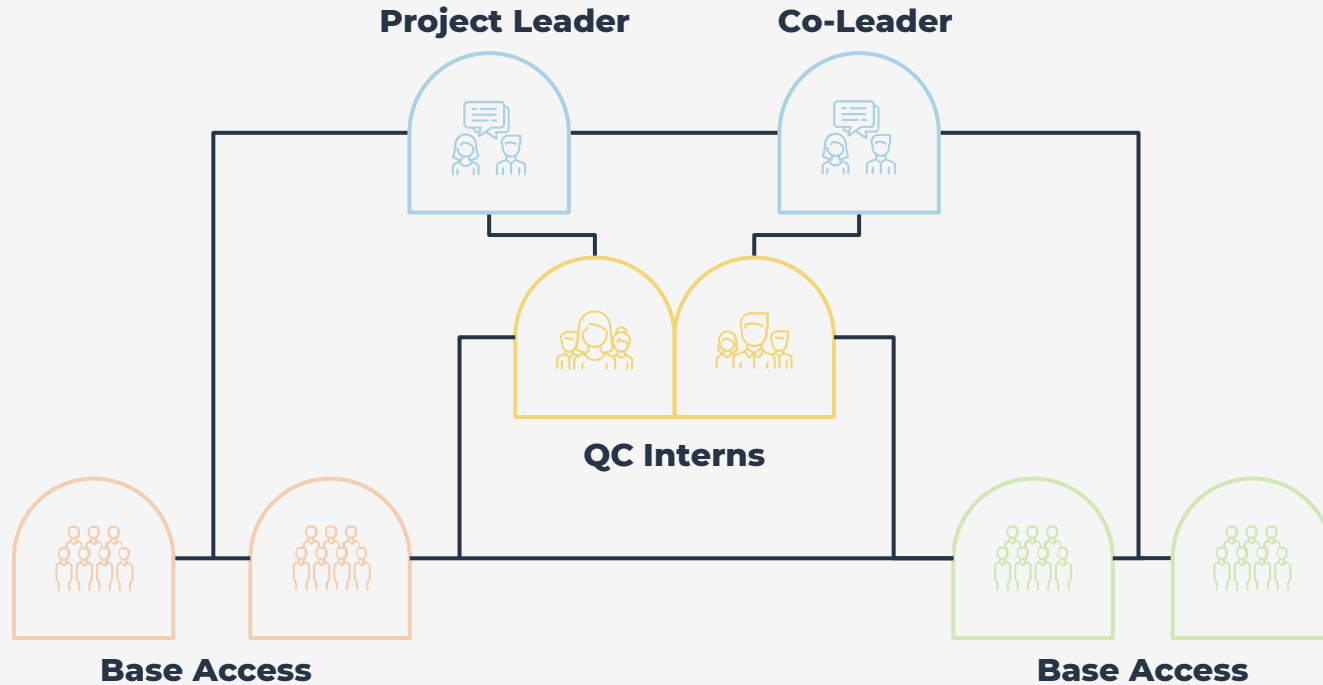 Project Leader
Co-Leader
QC Interns
Base Access
Base Access